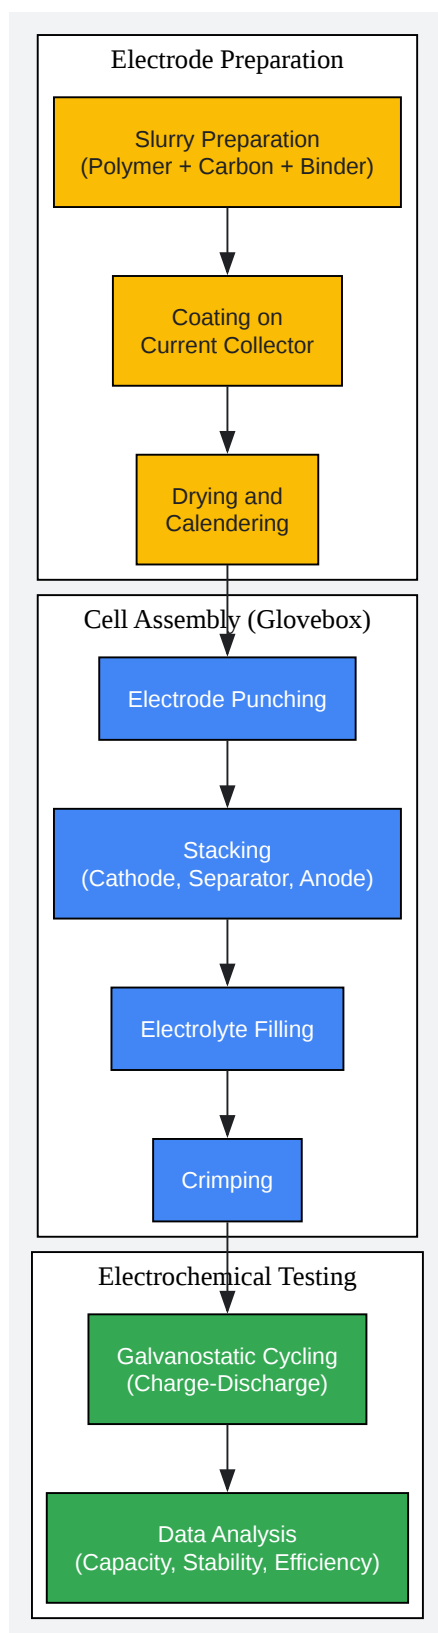 Electrode Preparation
Slurry Preparation
(Polymer + Carbon + Binder)
Coating on
Current Collector
Drying and
Calendering
Cell Assembly (Glovebox)
Electrode Punching
Stacking
(Cathode, Separator, Anode)
Electrolyte Filling
Crimping
Electrochemical Testing
Galvanostatic Cycling
(Charge-Discharge)
Data Analysis
(Capacity, Stability, Efficiency)